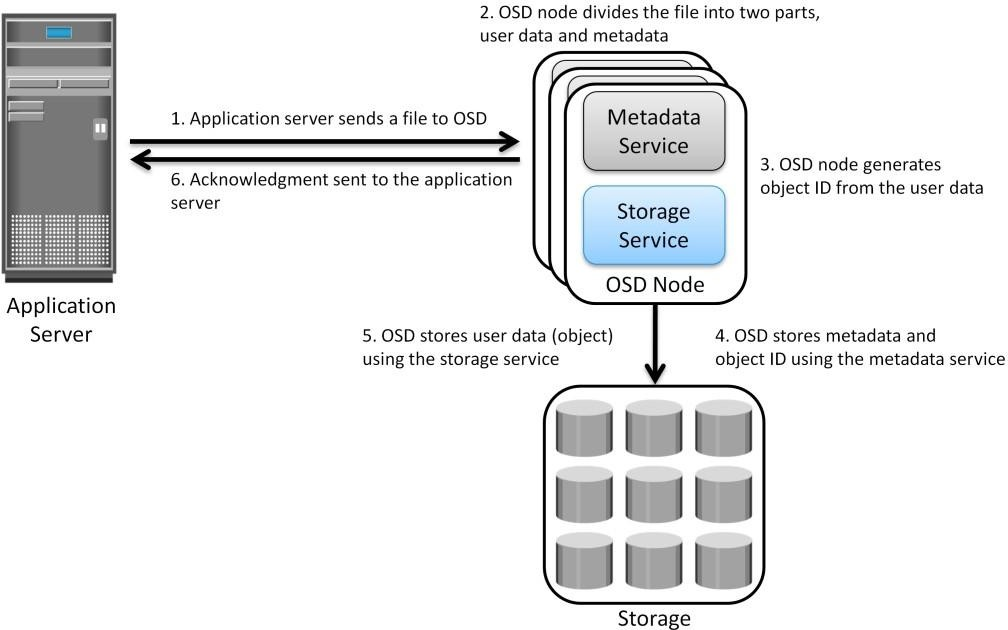 2. OSD node divides the file into two parts,
user data and metadata
1. Application server sends a file to OSD
6. Acknowledgment sent to the application
server
Metadata
Service
Storage
Service
OSD Node
3. OSD node generates
object ID from the user data
Application
Server
5. OSD stores user data (object)
using the storage service
4. OSD stores metadata and
object ID using the metadata service
Storage